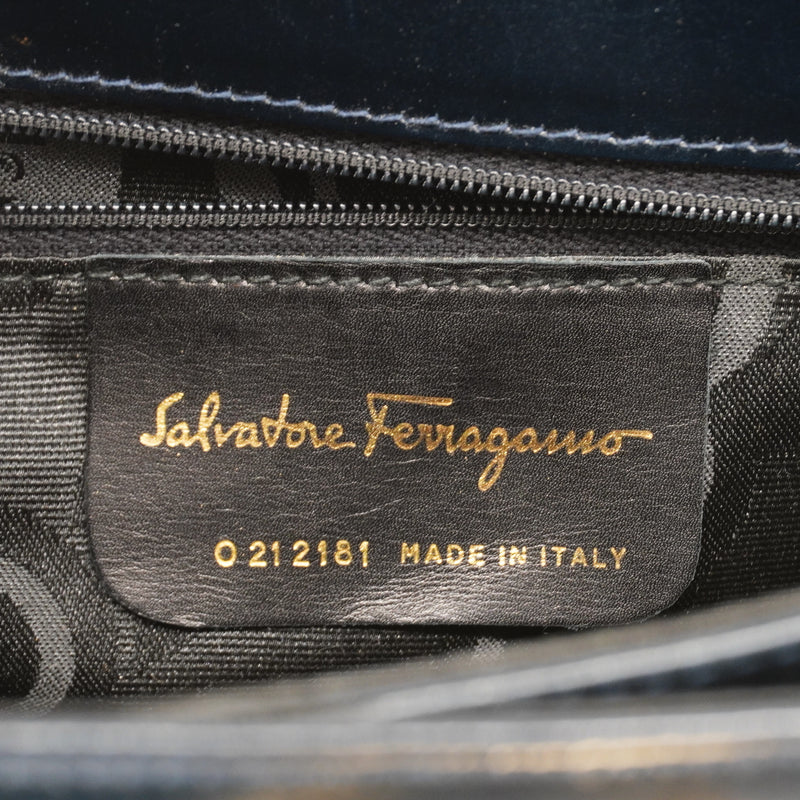 Salvatore Ferragamo
O 21 2181 MADE IN ITALY